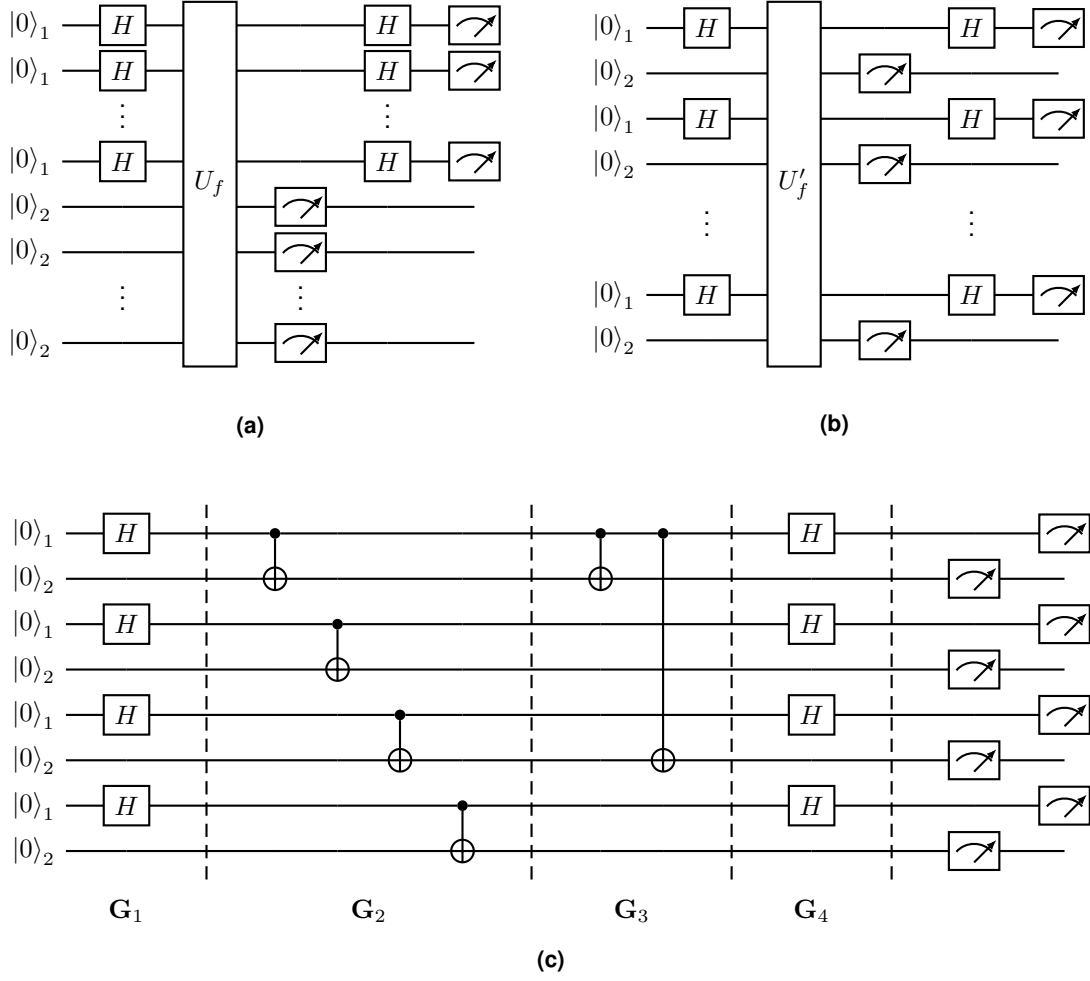 |0⟩₁ H H
|0⟩₁ H H
⋮ ⋮
|0⟩₁ H H
U_f
|0⟩₂
|0⟩₂
⋮ ⋮
|0⟩₂
(a)
|0⟩₁ H H
|0⟩₂
|0⟩₁ H H
|0⟩₂ U′_f
⋮ ⋮
|0⟩₁ H H
|0⟩₂
(b)
|0⟩₁ H H
|0⟩₂
|0⟩₁ H H
|0⟩₂
|0⟩₁ H H
|0⟩₂
|0⟩₁ H H
|0⟩₂
G₁ G₂ G₃ G₄
(c)